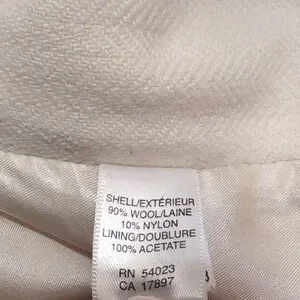 SHELL/EXTÉRIEUR
90% WOOL/LAINE
10% NYLON
LINING/DOUBLURE
100% ACETATE
RN 54023
CA 17897